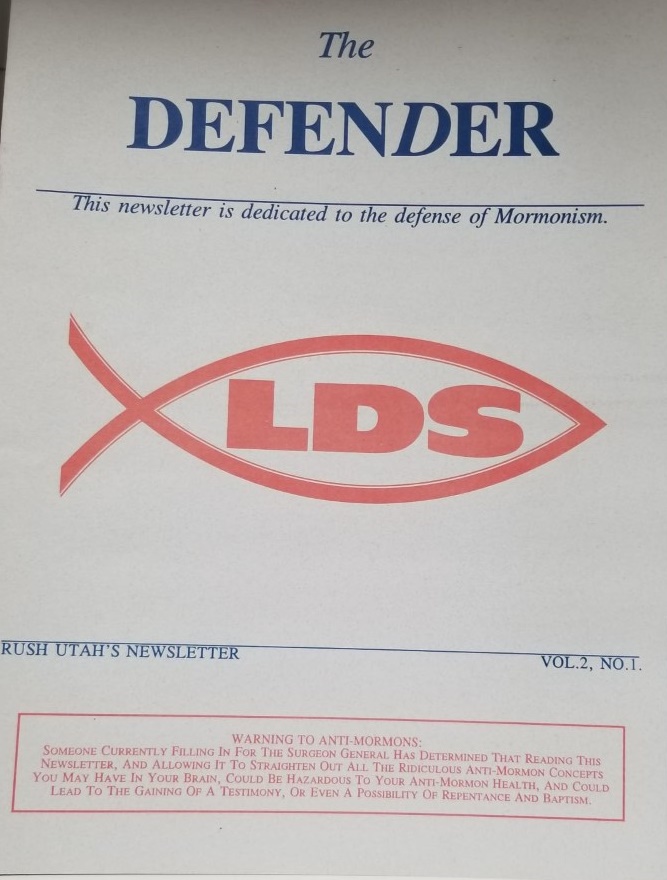 The
DEFENDER
This newsletter is dedicated to the defense of Mormonism.
LDS
RUSH UTAH'S NEWSLETTER
VOL.2, NO.1.
WARNING TO ANTI-MORMONS:
SOMEONE CURRENTLY FILLING IN FOR THE SURGEON GENERAL HAS DETERMINED THAT READING THIS
NEWSLETTER, AND ALLOWING IT TO STRAIGHTEN OUT ALL THE RIDICULOUS ANTI-MORMON CONCEPTS
YOU MAY HAVE IN YOUR BRAIN, COULD BE HAZARDOUS TO YOUR ANTI-MORMON HEALTH, AND COULD
LEAD TO THE GAINING OF A TESTIMONY, OR EVEN A POSSIBILITY OF REPENTANCE AND BAPTISM.